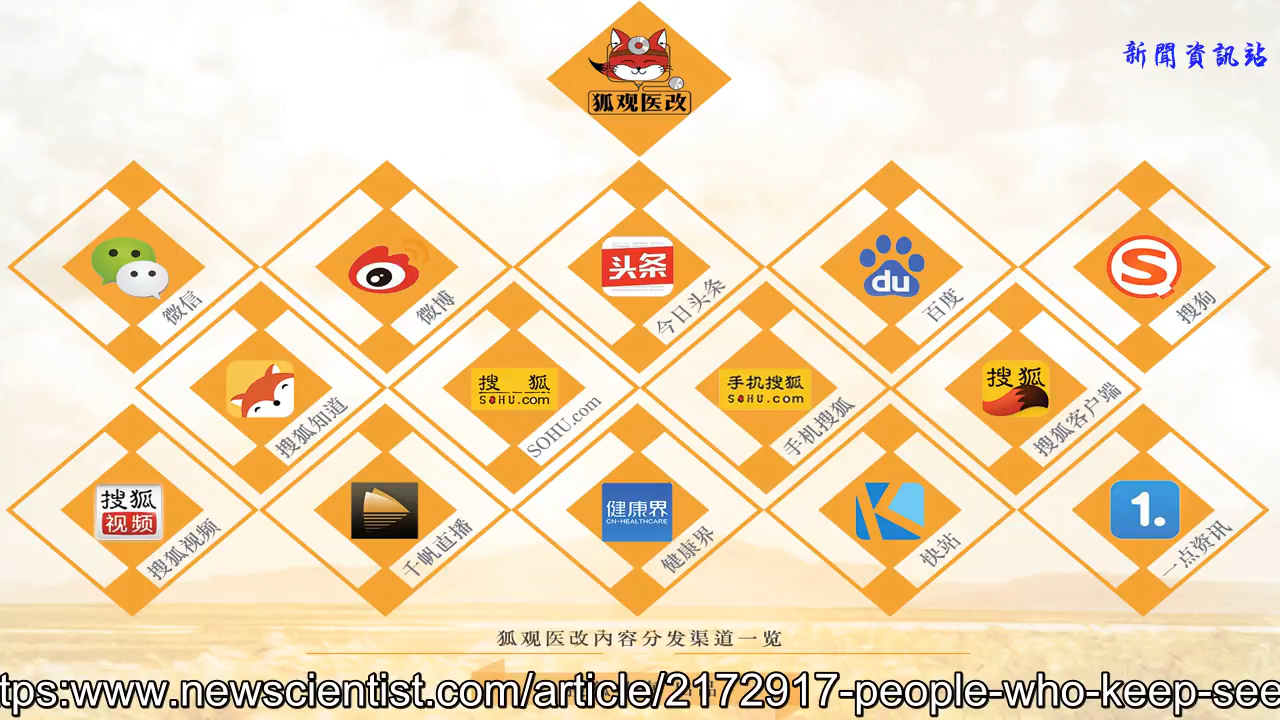 新聞資訊站
狐观医改
头条
du
S
微信
微博
今日头条
百度
搜狗
搜 狐
SOHU.com
手机搜狐
SOHU.com
搜狐
搜狐知道
SOHU.com
手机搜狐
搜狐客户端
搜狐
视频
健康界
CN-HEALTHCARE
K
1.
搜狐视频
千帆直播
健康界
快站
一点资讯
狐观医改内容分发渠道一览
tps:www.newscientist.com/article/2172917-people-who-keep-see